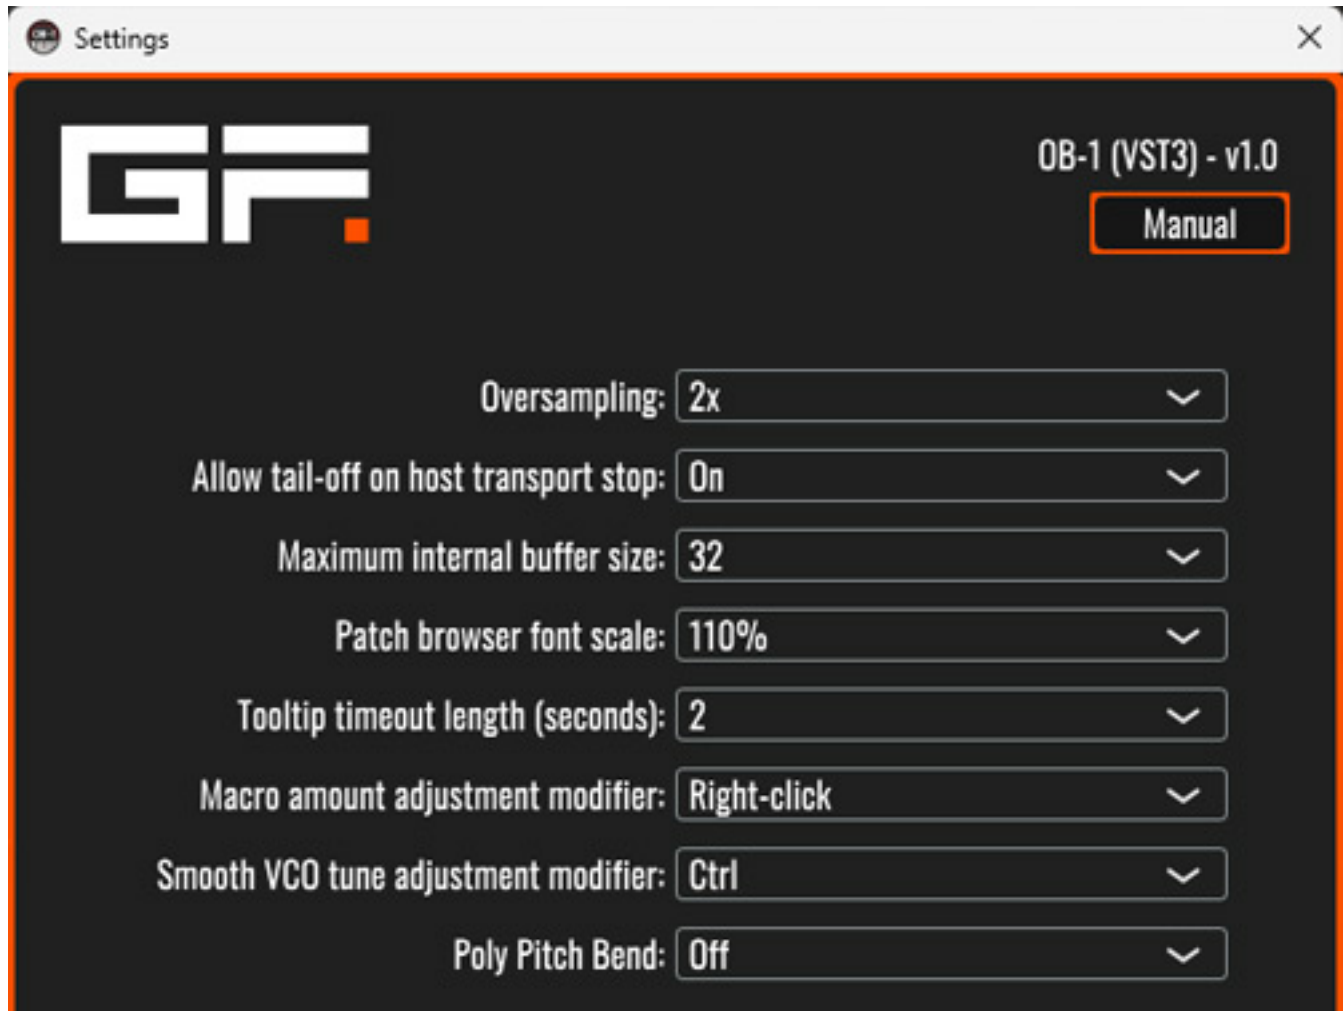 Settings
GF.
OB-1 (VST3) - v1.0
Manual
Oversampling: 2x
Allow tail-off on host transport stop: On
Maximum internal buffer size: 32
Patch browser font scale: 110%
Tooltip timeout length (seconds): 2
Macro amount adjustment modifier: Right-click
Smooth VCO tune adjustment modifier: Ctrl
Poly Pitch Bend: Off